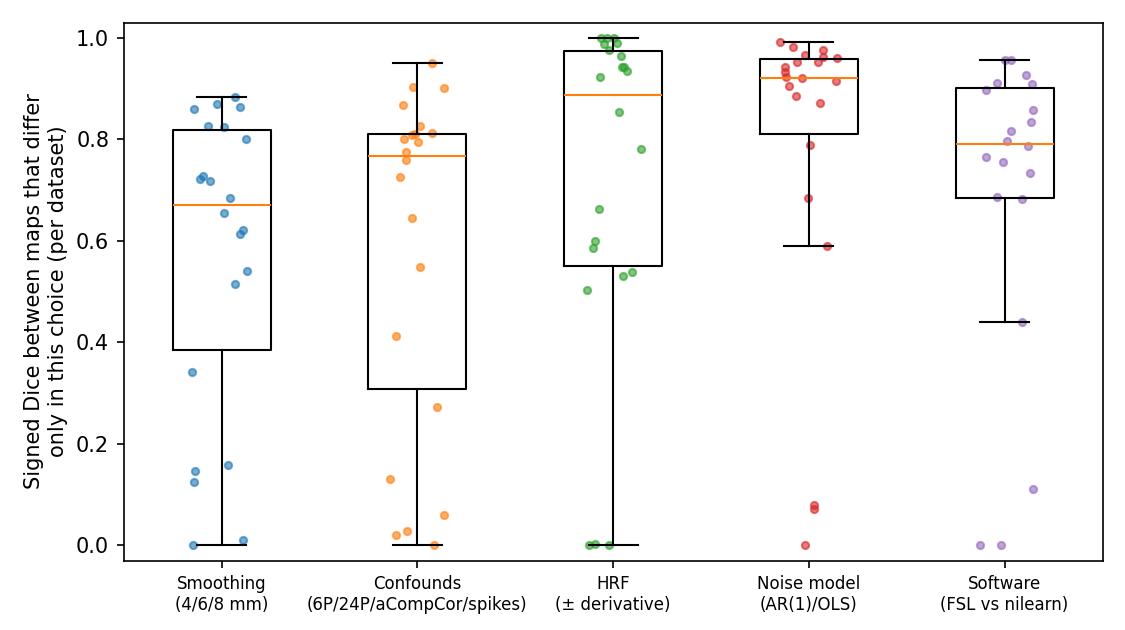 Signed Dice between maps that differ
only in this choice (per dataset)
1.0
0.8
0.6
0.4
0.2
0.0
Smoothing
(4/6/8 mm)
Confounds
(6P/24P/aCompCor/spikes)
HRF
(± derivative)
Noise model
(AR(1)/OLS)
Software
(FSL vs nilearn)